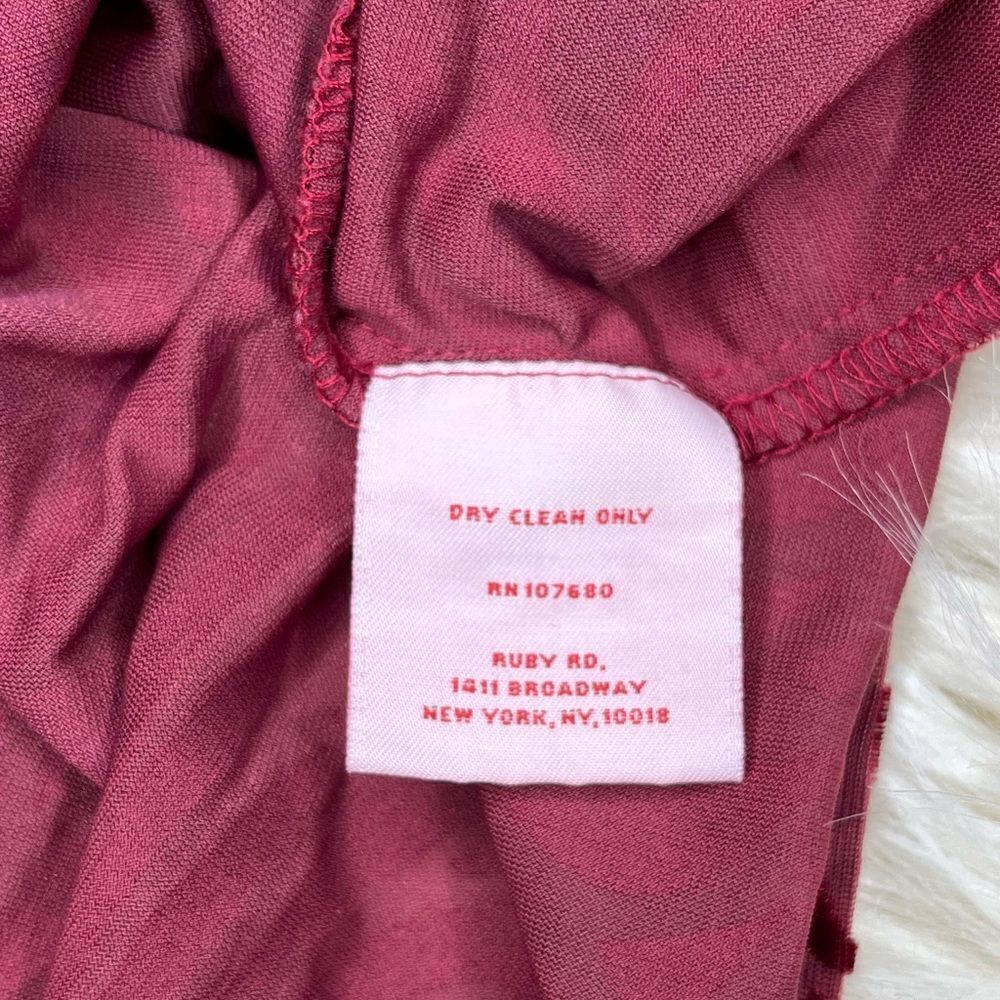 DRY CLEAN ONLY
RN 107680
RUBY RD.
1411 BROADWAY
NEW YORK, NY, 10018